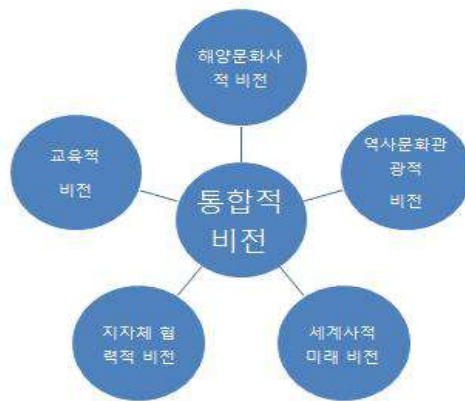 해양문화사
적 비전
교육적
비전
역사문화관
광적
비전
통합적
비전
지자체 협
력적 비전
세계사적
미래 비전